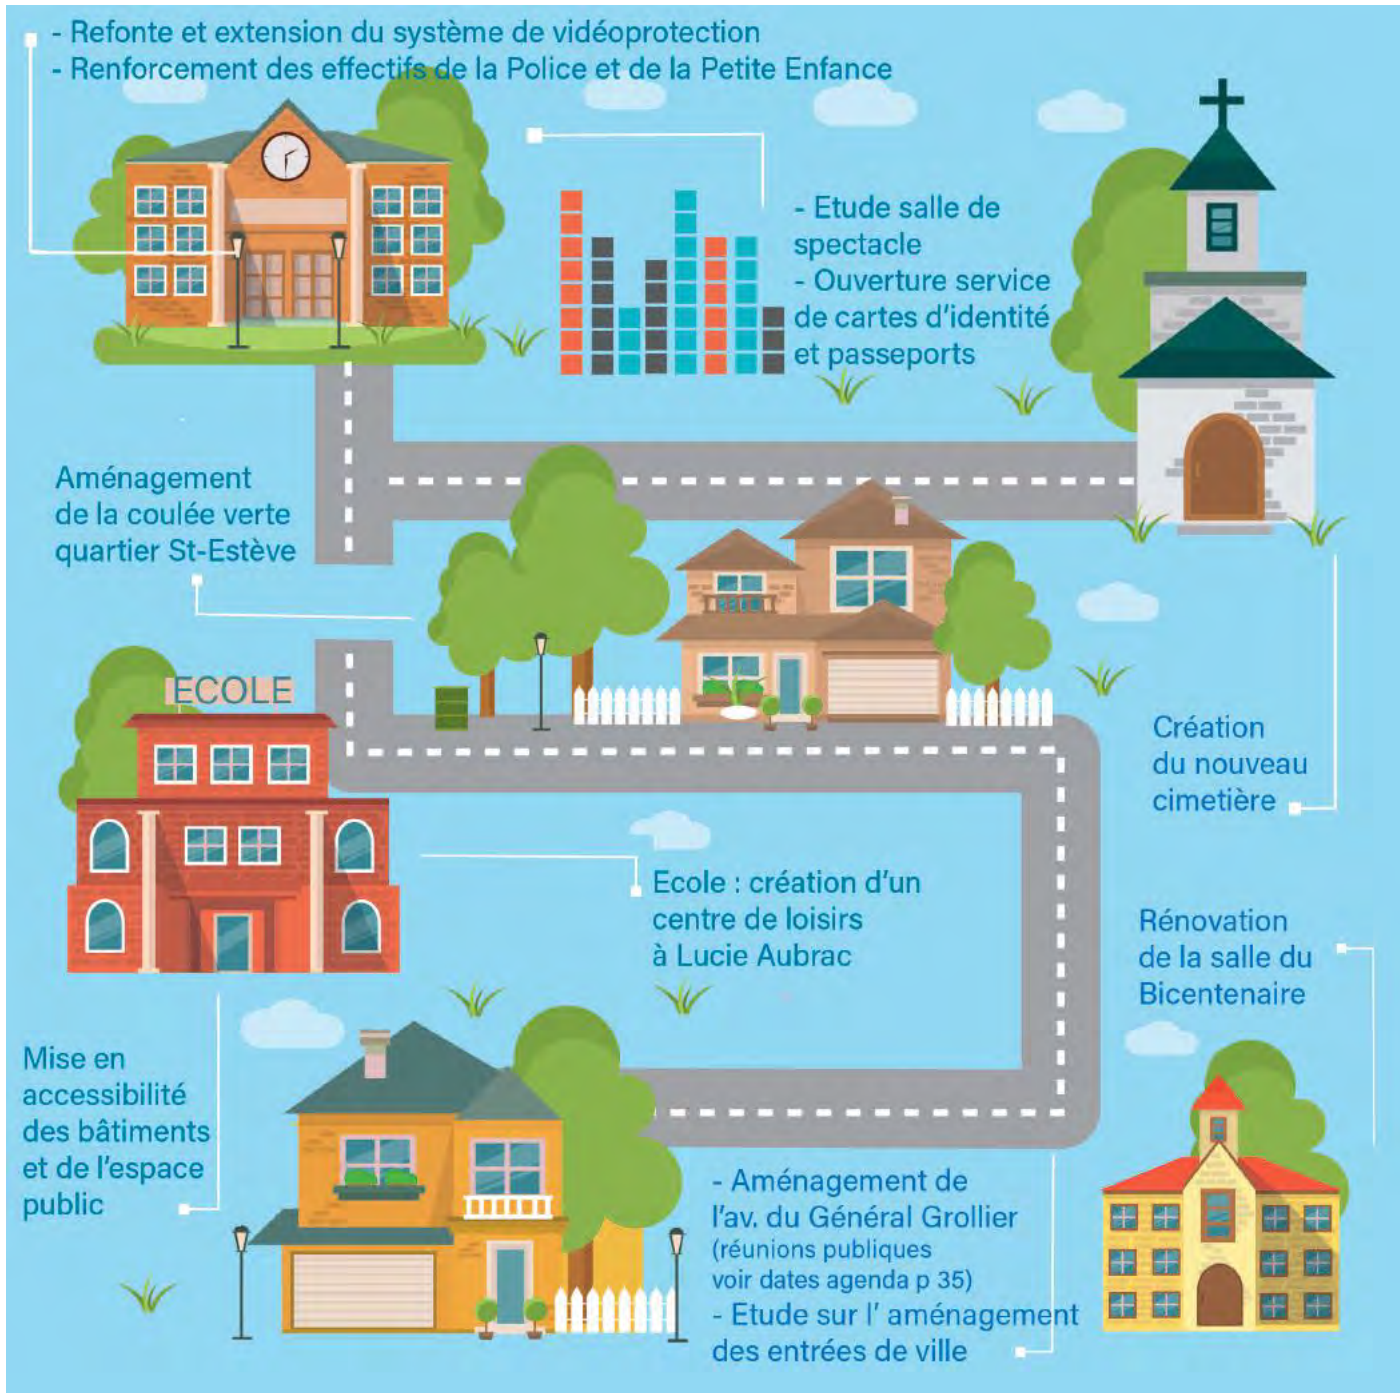 - Refonte et extension du système de vidéoprotection
- Renforcement des effectifs de la Police et de la Petite Enfance
- Etude salle de
spectacle
- Ouverture service
de cartes d'identité
et passeports
Aménagement
de la coulée verte
quartier St-Estève
ECOLE
Création
du nouveau
cimetière
Ecole : création d'un
centre de loisirs
à Lucie Aubrac
Rénovation
de la salle du
Bicentenaire
Mise en
accessibilité
des bâtiments
et de l'espace
public
- Aménagement de
l'av. du Général Grollier
(réunions publiques
voir dates agenda p 35)
- Etude sur l' aménagement
des entrées de ville